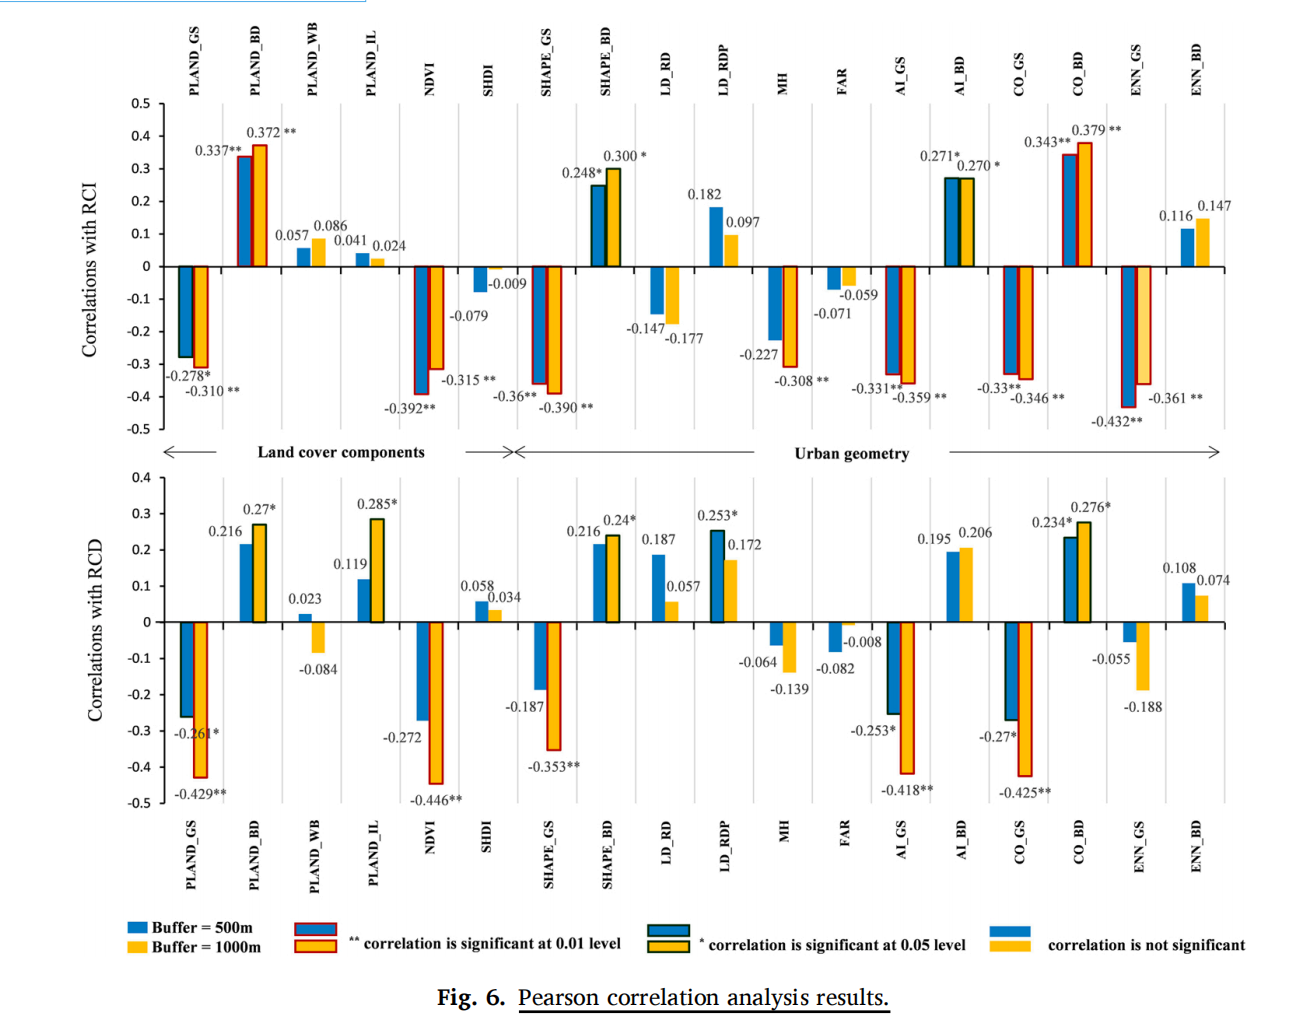 PLAND_GS PLAND_BD PLAND_WB PLAND_IL NDVI SHDI SHAPE_GS SHAPE_BD LD_RD LD_RDP MH FAR AI_GS AI_BD CO_GS CO_BD ENN_GS ENN_BD
Correlations with RCI
0.5
0.4
0.3
0.2
0.1
0
-0.1
-0.2
-0.3
-0.4
-0.5
-0.278* -0.310 **
0.337** 0.372 **
0.057 0.086
0.041 0.024
-0.392** -0.315 **
-0.079 -0.009
-0.36** -0.390 **
0.248* 0.300 *
-0.147 -0.177
0.182 0.097
-0.227 -0.308 **
-0.071 -0.059
-0.331** -0.359 **
0.271* 0.270 *
-0.33** -0.346 **
0.343** 0.379 **
-0.432** -0.361 **
0.116 0.147
Land cover components Urban geometry
Correlations with RCD
0.4
0.3
0.2
0.1
0
-0.1
-0.2
-0.3
-0.4
-0.5
-0.261* -0.429**
0.216 0.27*
0.023 -0.084
0.119 0.285*
-0.272 -0.446**
0.058 0.034
-0.187 -0.353**
0.216 0.24*
0.187 0.057
0.253* 0.172
-0.064 -0.139
-0.082 -0.008
-0.253* -0.418**
0.195 0.206
-0.27* -0.425**
0.234* 0.276*
-0.055 -0.188
0.108 0.074
PLAND_GS PLAND_BD PLAND_WB PLAND_IL NDVI SHDI SHAPE_GS SHAPE_BD LD_RD LD_RDP MH FAR AI_GS AI_BD CO_GS CO_BD ENN_GS ENN_BD
Buffer = 500m
Buffer = 1000m
** correlation is significant at 0.01 level
* correlation is significant at 0.05 level
correlation is not significant
Fig. 6. Pearson correlation analysis results.